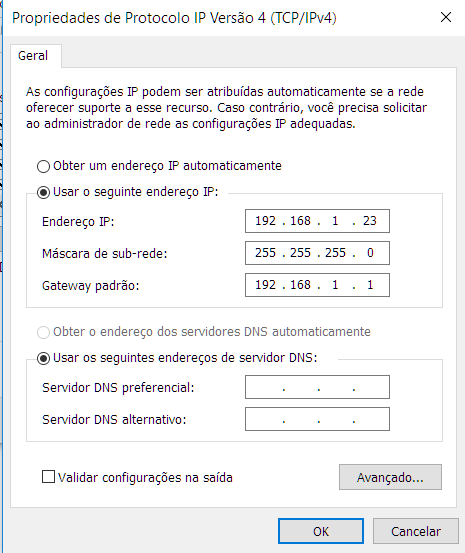 Propriedades de Protocolo IP Versão 4 (TCP/IPv4)
Geral
As configurações IP podem ser atribuídas automaticamente se a rede
oferecer suporte a esse recurso. Caso contrário, você precisa solicitar
ao administrador de rede as configurações IP adequadas.
Obter um endereço IP automaticamente
Usar o seguinte endereço IP:
Endereço IP: 192 . 168 . 1 . 23
Máscara de sub-rede: 255 . 255 . 255 . 0
Gateway padrão: 192 . 168 . 1 . 1
Obter o endereço dos servidores DNS automaticamente
Usar os seguintes endereços de servidor DNS:
Servidor DNS preferencial: . . .
Servidor DNS alternativo: . . .
Validar configurações na saída
Avançado...
OK Cancelar